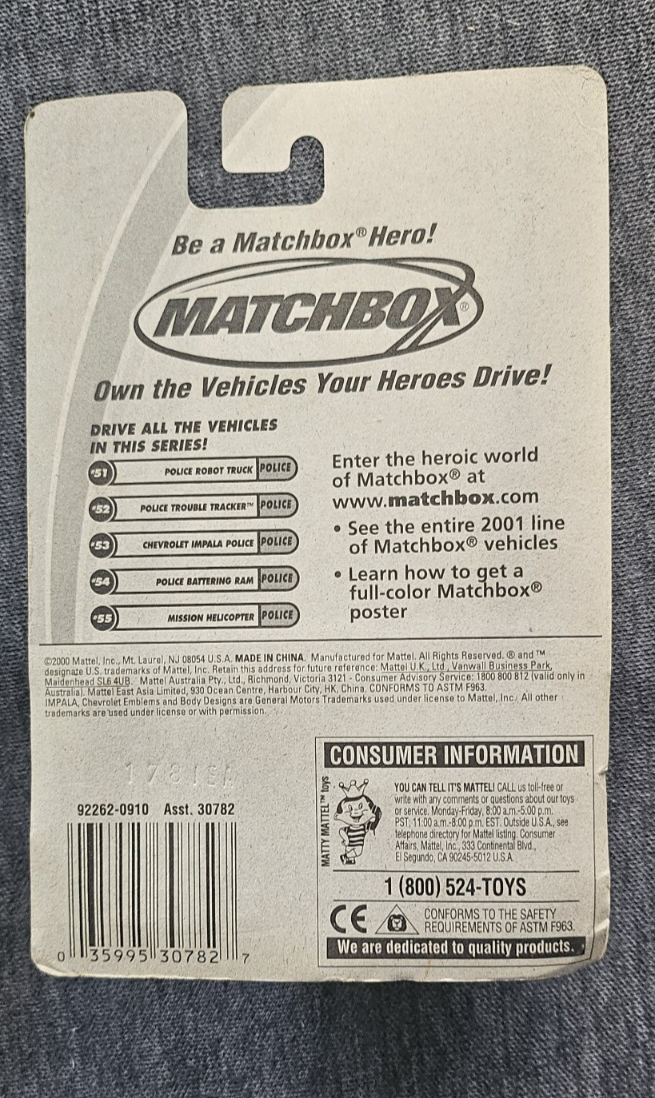 Be a Matchbox® Hero!
MATCHBOX®
Own the Vehicles Your Heroes Drive!
DRIVE ALL THE VEHICLES
IN THIS SERIES!
#51 POLICE ROBOT TRUCK POLICE
#52 POLICE TROUBLE TRACKER™ POLICE
#53 CHEVROLET IMPALA POLICE POLICE
#54 POLICE BATTERING RAM POLICE
#55 MISSION HELICOPTER POLICE
Enter the heroic world
of Matchbox® at
www.matchbox.com
• See the entire 2001 line
of Matchbox® vehicles
• Learn how to get a
full-color Matchbox®
poster
©2000 Mattel, Inc., Mt. Laurel, NJ 08054 U.S.A. MADE IN CHINA. Manufactured for Mattel. All Rights Reserved. ® and ™
designate U.S. trademarks of Mattel, Inc. Retain this address for future reference: Mattel U.K., Ltd., Vanwall Business Park,
Maidenhead SL6 4UB. Mattel Australia Pty., Ltd., Richmond, Victoria 3121 - Consumer Advisory Service: 1800 800 812 (valid only in
Australia). Mattel East Asia Limited, 930 Ocean Centre, Harbour City, HK, China. CONFORMS TO ASTM F963.
IMPALA, Chevrolet Emblems and Body Designs are General Motors Trademarks used under license to Mattel, Inc. All other
trademarks are used under license or with permission.
92262-0910 Asst. 30782
0 35995 30782 7
CONSUMER INFORMATION
MATTY MATTEL™ toys
YOU CAN TELL IT'S MATTEL! CALL us toll-free or
write with any comments or questions about our toys
or service. Monday-Friday, 8:00 a.m.-5:00 p.m.
PST; 11:00 a.m.-8:00 p.m. EST. Outside U.S.A., see
telephone directory for Mattel listing. Consumer
Affairs, Mattel, Inc., 333 Continental Blvd.,
El Segundo, CA 90245-5012 U.S.A.
1 (800) 524-TOYS
CE
CONFORMS TO THE SAFETY
REQUIREMENTS OF ASTM F963.
We are dedicated to quality products.